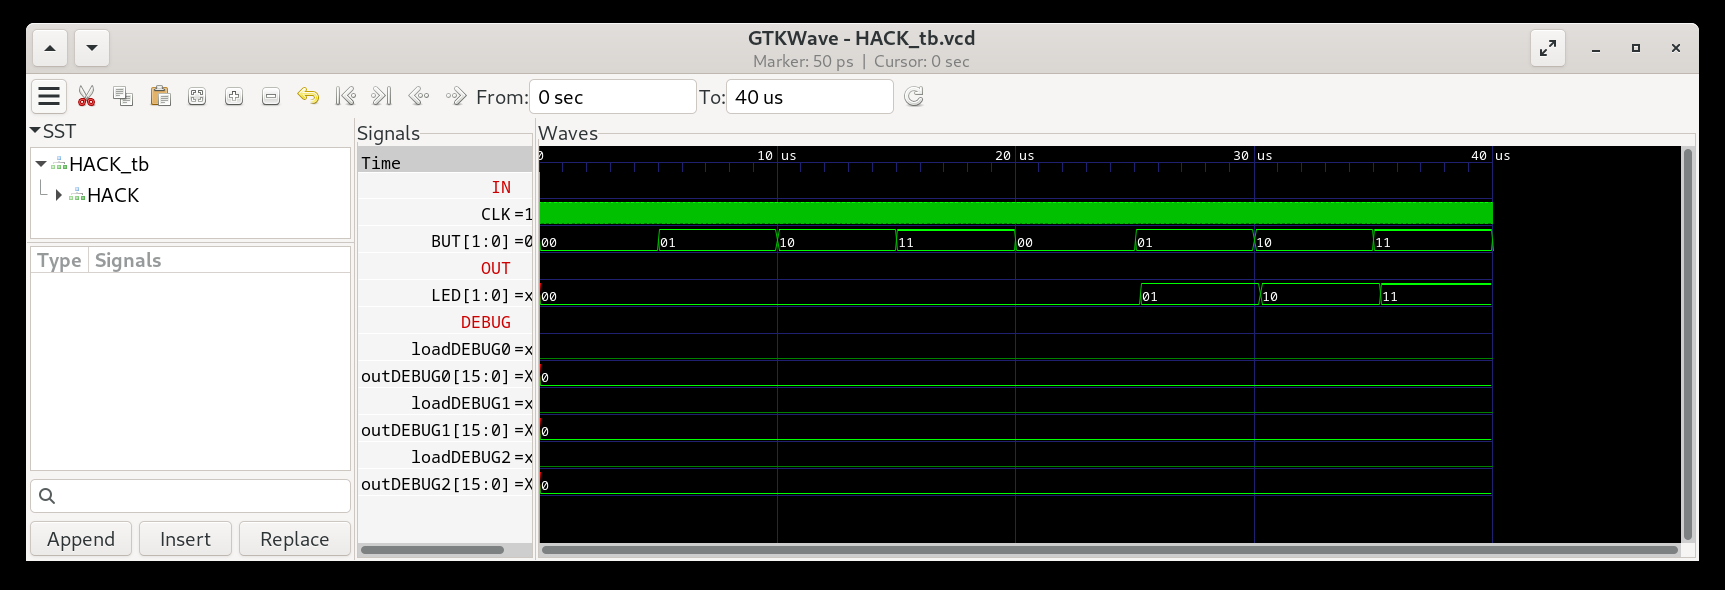 GTKWave - HACK_tb.vcd
Marker: 50 ps | Cursor: 0 sec
From: 0 sec To: 40 us
SST
HACK_tb
HACK
Type Signals
Append Insert Replace
Signals
Time
IN
CLK =1
BUT[1:0] =0
OUT
LED[1:0] =x
DEBUG
loadDEBUG0 =x
outDEBUG0[15:0] =X
loadDEBUG1 =x
outDEBUG1[15:0] =X
loadDEBUG2 =x
outDEBUG2[15:0] =X
Waves
0 10 us 20 us 30 us 40 us
00 01 10 11 00 01 10 11
00 01 10 11
0
0
0